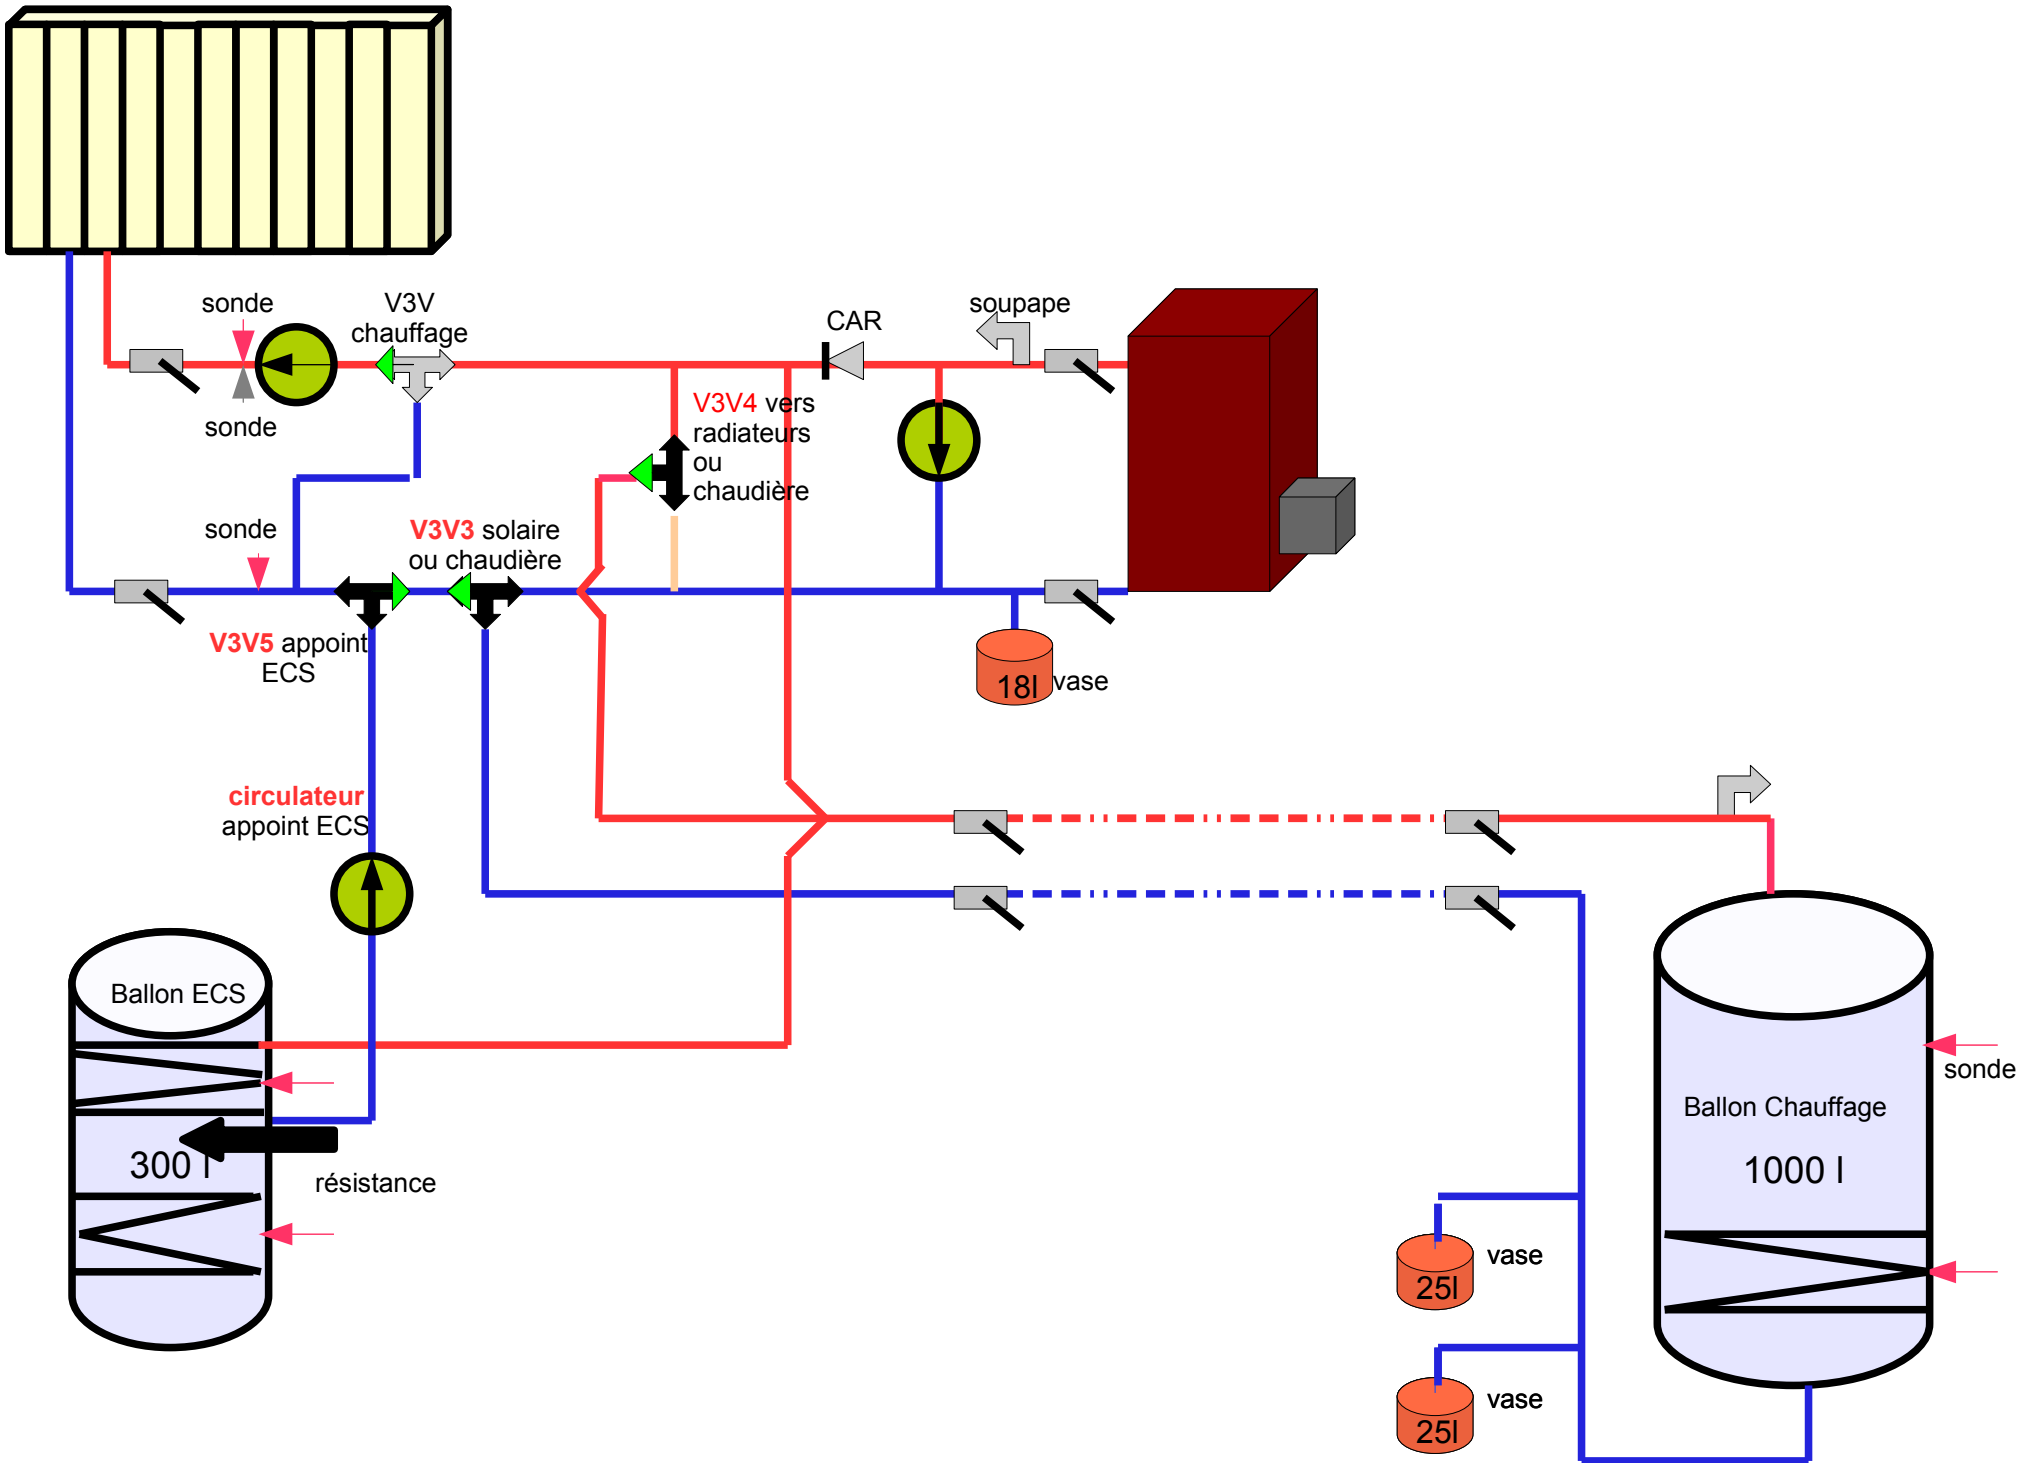 sonde
V3V
chauffage
sonde
CAR
soupape
V3V4 vers
radiateurs
ou
chaudière
sonde
V3V3 solaire
ou chaudière
V3V5 appoint
ECS
18l
vase
circulateur
appoint ECS
Ballon ECS
300 l
résistance
sonde
Ballon Chauffage
1000 l
vase
25l
vase
25l